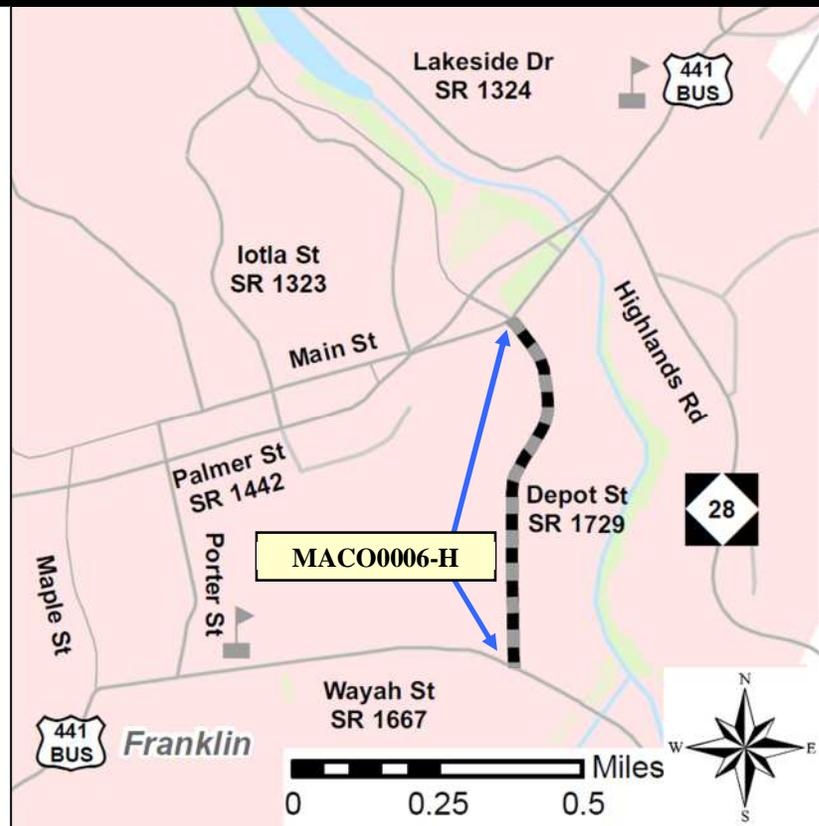 Lakeside Dr
SR 1324
441
BUS
Iotla St
SR 1323
Main St
Highlands Rd
Palmer St
SR 1442
Depot St
SR 1729
28
MACO0006-H
Maple St
Porter St
Wayah St
SR 1667
441
BUS
Franklin
N
W
E
S
Miles
0
0.25
0.5